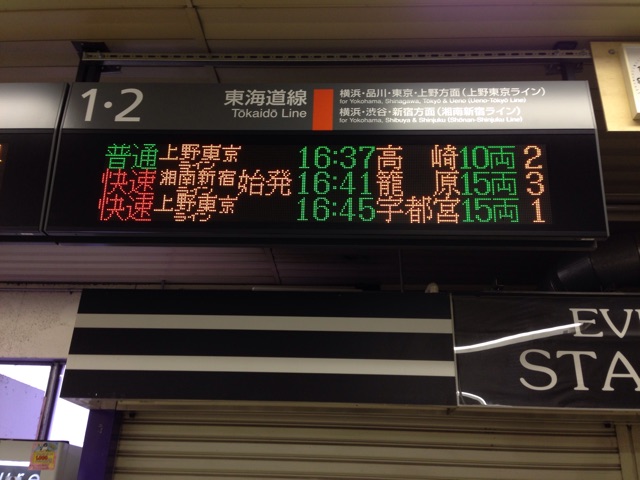 1・2 東海道線 横浜・品川・東京・上野方面(上野東京ライン)
Tōkaidō Line for Yokohama, Shinagawa, Tōkyō & Ueno (Ueno-Tokyo Line)
横浜・渋谷・新宿方面(湘南新宿ライン)
for Yokohama, Shibuya & Shinjuku (Shōnan-Shinjuku Line)
普通 上野東京ライン 16:37 高崎 10両 2
快速 湘南新宿ライン 始発 16:41 籠原 15両 3
快速 上野東京ライン 16:45 宇都宮 15両 1
EV
STA